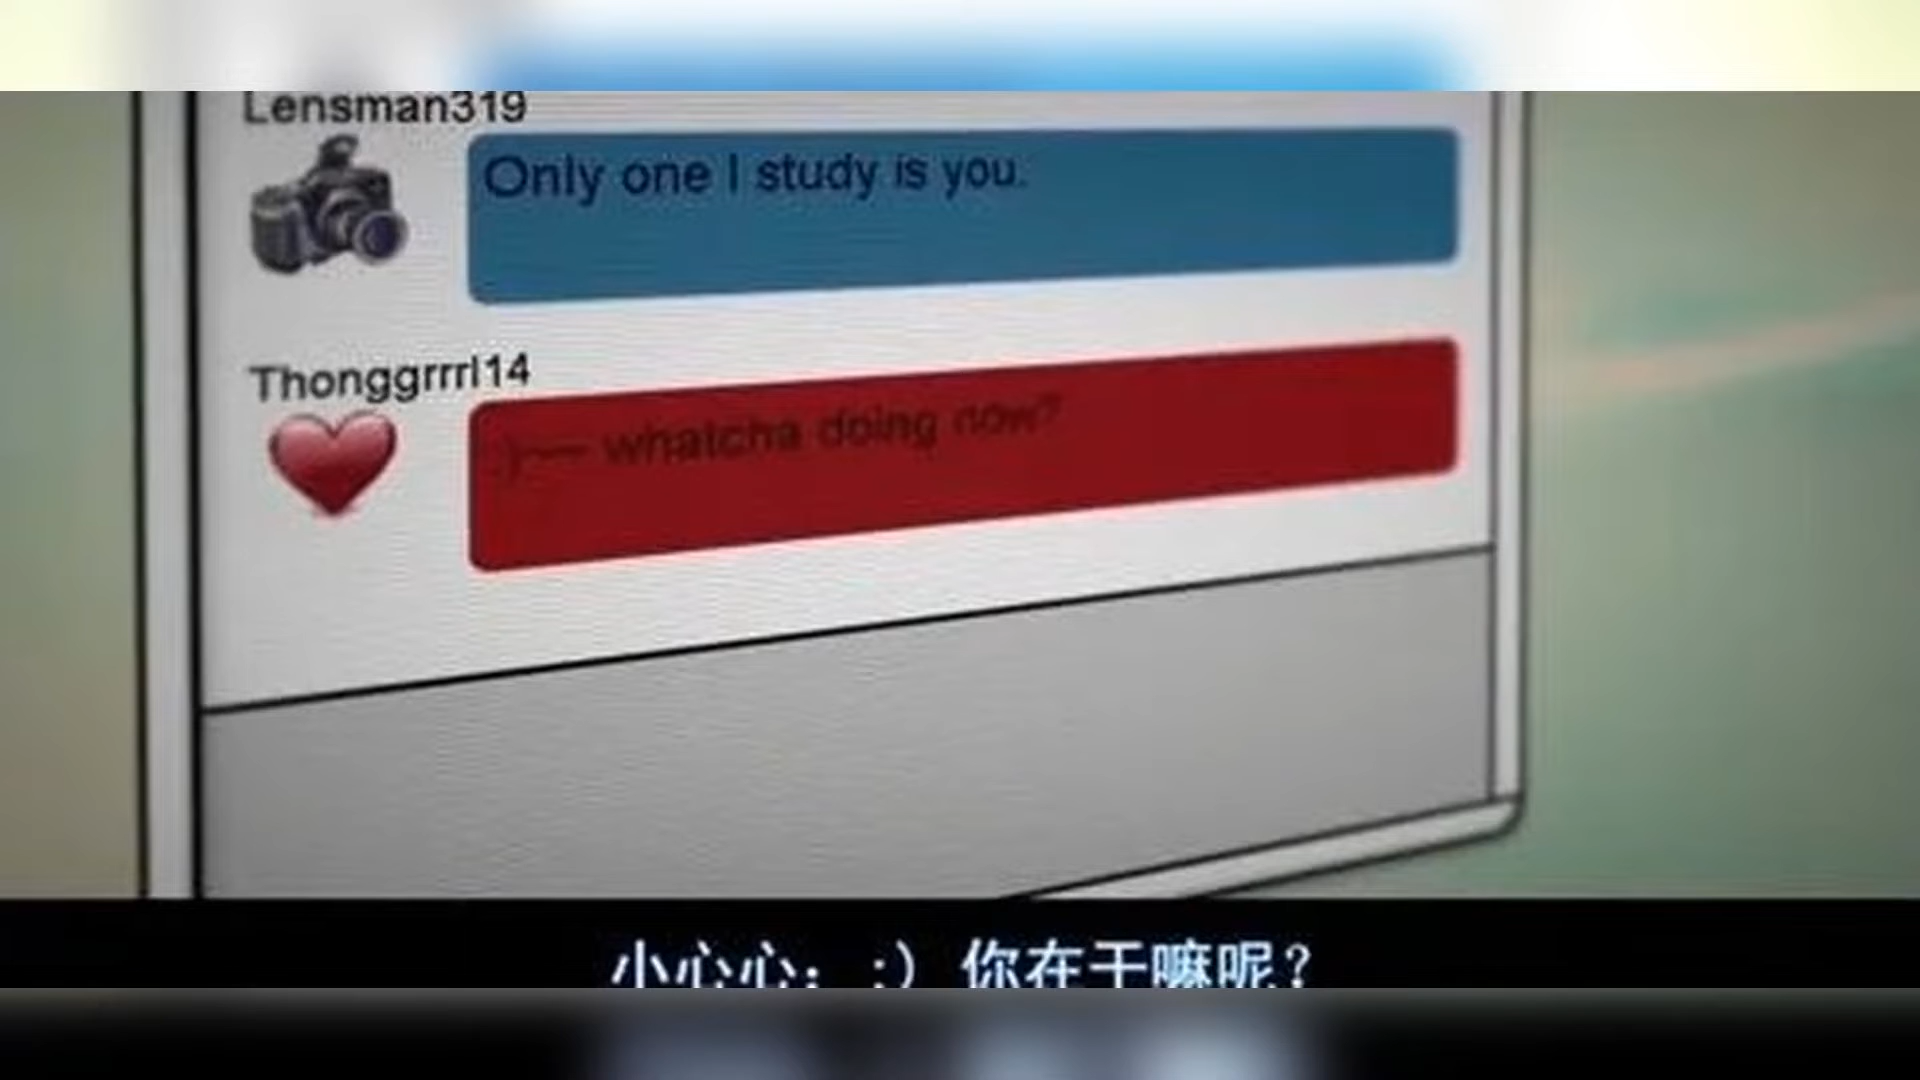 Lensman319
Only one I study is you.
Thonggrrrl14
:)~~~ whatcha doing now?
小心心：:) 你在干嘛呢？